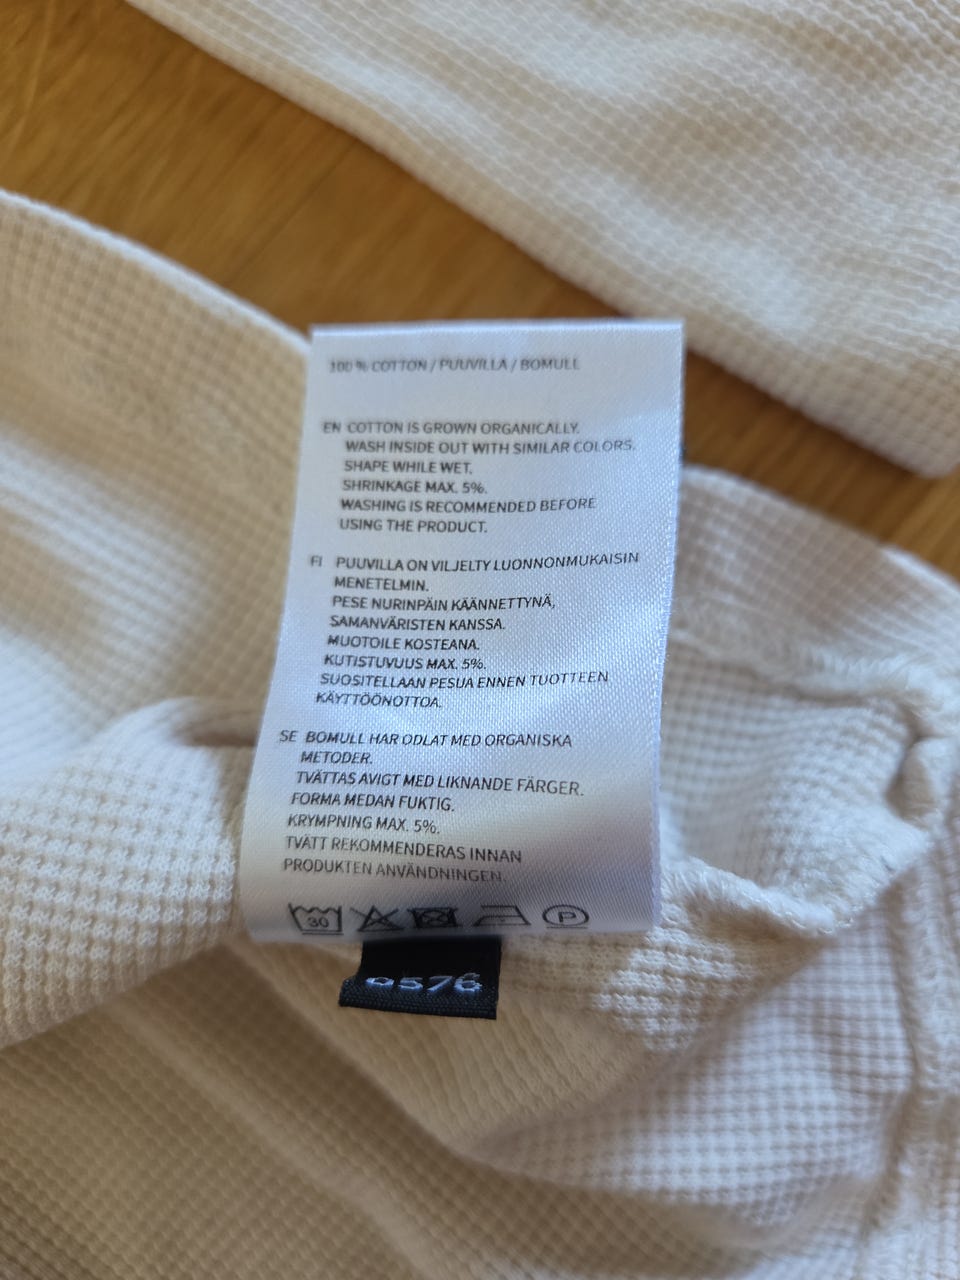 100 % COTTON / PUUVILLA / BOMULL
EN COTTON IS GROWN ORGANICALLY.
WASH INSIDE OUT WITH SIMILAR COLORS.
SHAPE WHILE WET.
SHRINKAGE MAX. 5%.
WASHING IS RECOMMENDED BEFORE
USING THE PRODUCT.
FI PUUVILLA ON VILJELTY LUONNONMUKAISIN
MENETELMIN.
PESE NURINPÄIN KÄÄNNETTYNÄ,
SAMANVÄRISTEN KANSSA.
MUOTOILE KOSTEANA.
KUTISTUVUUS MAX. 5%.
SUOSITELLAAN PESUA ENNEN TUOTTEEN
KÄYTTÖÖNOTTOA.
SE BOMULL HAR ODLAT MED ORGANISKA
METODER.
TVÄTTAS AVIGT MED LIKNANDE FÄRGER.
FORMA MEDAN FUKTIG.
KRYMPNING MAX. 5%.
TVÄTT REKOMMENDERAS INNAN
PRODUKTEN ANVÄNDNINGEN.
30 P